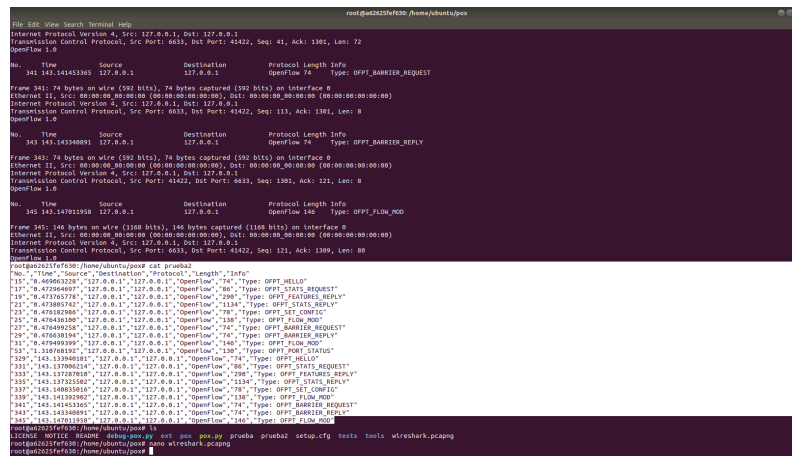 root@a62625fef630: /home/ubuntu/pox
File Edit View Search Terminal Help
Internet Protocol Version 4, Src: 127.0.0.1, Dst: 127.0.0.1
Transmission Control Protocol, Src Port: 6633, Dst Port: 41422, Seq: 41, Ack: 1301, Len: 72
OpenFlow 1.0
No. Time Source Destination Protocol Length Info
341 143.141453365 127.0.0.1 127.0.0.1 OpenFlow 74 Type: OFPT_BARRIER_REQUEST
Frame 341: 74 bytes on wire (592 bits), 74 bytes captured (592 bits) on interface 0
Ethernet II, Src: 00:00:00_00:00:00 (00:00:00:00:00:00), Dst: 00:00:00_00:00:00 (00:00:00:00:00:00)
Internet Protocol Version 4, Src: 127.0.0.1, Dst: 127.0.0.1
Transmission Control Protocol, Src Port: 6633, Dst Port: 41422, Seq: 113, Ack: 1301, Len: 8
OpenFlow 1.0
No. Time Source Destination Protocol Length Info
343 143.143340891 127.0.0.1 127.0.0.1 OpenFlow 74 Type: OFPT_BARRIER_REPLY
Frame 343: 74 bytes on wire (592 bits), 74 bytes captured (592 bits) on interface 0
Ethernet II, Src: 00:00:00_00:00:00 (00:00:00:00:00:00), Dst: 00:00:00_00:00:00 (00:00:00:00:00:00)
Internet Protocol Version 4, Src: 127.0.0.1, Dst: 127.0.0.1
Transmission Control Protocol, Src Port: 41422, Dst Port: 6633, Seq: 1301, Ack: 121, Len: 8
OpenFlow 1.0
No. Time Source Destination Protocol Length Info
345 143.147011958 127.0.0.1 127.0.0.1 OpenFlow 146 Type: OFPT_FLOW_MOD
Frame 345: 146 bytes on wire (1168 bits), 146 bytes captured (1168 bits) on interface 0
Ethernet II, Src: 00:00:00_00:00:00 (00:00:00:00:00:00), Dst: 00:00:00_00:00:00 (00:00:00:00:00:00)
Internet Protocol Version 4, Src: 127.0.0.1, Dst: 127.0.0.1
Transmission Control Protocol, Src Port: 6633, Dst Port: 41422, Seq: 121, Ack: 1309, Len: 80
OpenFlow 1.0
root@a62625fef630:/home/ubuntu/pox# cat prueba2
"No.","Time","Source","Destination","Protocol","Length","Info"
"15","0.469063228","127.0.0.1","127.0.0.1","OpenFlow","74","Type: OFPT_HELLO"
"17","0.472964697","127.0.0.1","127.0.0.1","OpenFlow","86","Type: OFPT_STATS_REQUEST"
"19","0.473765778","127.0.0.1","127.0.0.1","OpenFlow","290","Type: OFPT_FEATURES_REPLY"
"21","0.473805742","127.0.0.1","127.0.0.1","OpenFlow","1134","Type: OFPT_STATS_REPLY"
"23","0.476182986","127.0.0.1","127.0.0.1","OpenFlow","78","Type: OFPT_SET_CONFIG"
"25","0.476436100","127.0.0.1","127.0.0.1","OpenFlow","138","Type: OFPT_FLOW_MOD"
"27","0.476499258","127.0.0.1","127.0.0.1","OpenFlow","74","Type: OFPT_BARRIER_REQUEST"
"29","0.476630194","127.0.0.1","127.0.0.1","OpenFlow","74","Type: OFPT_BARRIER_REPLY"
"31","0.479499399","127.0.0.1","127.0.0.1","OpenFlow","146","Type: OFPT_FLOW_MOD"
"53","1.310760192","127.0.0.1","127.0.0.1","OpenFlow","130","Type: OFPT_PORT_STATUS"
"329","143.133940181","127.0.0.1","127.0.0.1","OpenFlow","74","Type: OFPT_HELLO"
"331","143.137006214","127.0.0.1","127.0.0.1","OpenFlow","86","Type: OFPT_STATS_REQUEST"
"333","143.137287010","127.0.0.1","127.0.0.1","OpenFlow","290","Type: OFPT_FEATURES_REPLY"
"335","143.137325502","127.0.0.1","127.0.0.1","OpenFlow","1134","Type: OFPT_STATS_REPLY"
"337","143.140835016","127.0.0.1","127.0.0.1","OpenFlow","78","Type: OFPT_SET_CONFIG"
"339","143.141392902","127.0.0.1","127.0.0.1","OpenFlow","138","Type: OFPT_FLOW_MOD"
"341","143.141453365","127.0.0.1","127.0.0.1","OpenFlow","74","Type: OFPT_BARRIER_REQUEST"
"343","143.143340891","127.0.0.1","127.0.0.1","OpenFlow","74","Type: OFPT_BARRIER_REPLY"
"345","143.147011958","127.0.0.1","127.0.0.1","OpenFlow","146","Type: OFPT_FLOW_MOD"
root@a62625fef630:/home/ubuntu/pox# ls
LICENSE NOTICE README debug-pox.py ext pox pox.py prueba prueba2 setup.cfg tests tools wireshark.pcapng
root@a62625fef630:/home/ubuntu/pox# nano wireshark.pcapng
root@a62625fef630:/home/ubuntu/pox#